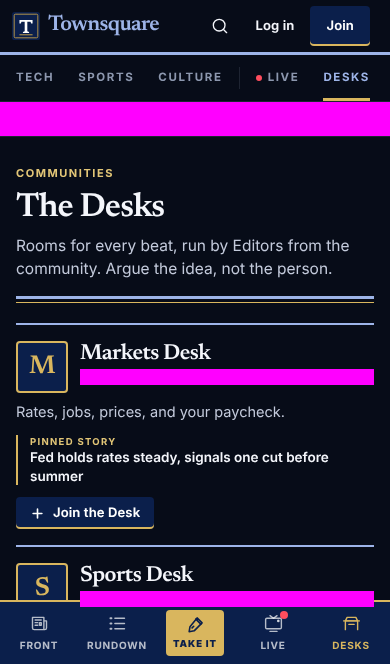 T Townsquare Log in Join
TECH SPORTS CULTURE LIVE DESKS
COMMUNITIES
The Desks
Rooms for every beat, run by Editors from the
community. Argue the idea, not the person.
M Markets Desk
Rates, jobs, prices, and your paycheck.
PINNED STORY
Fed holds rates steady, signals one cut before
summer
+ Join the Desk
S Sports Desk
FRONT RUNDOWN TAKE IT LIVE DESKS